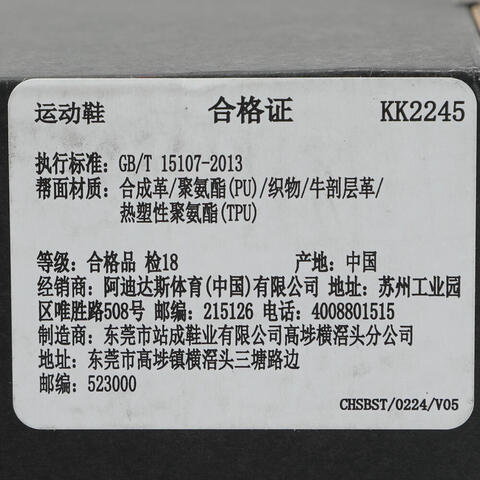 运动鞋 合格证 KK2245
执行标准: GB/T 15107-2013
帮面材质: 合成革/聚氨酯(PU)/织物/牛剖层革/
热塑性聚氨酯(TPU)
等级: 合格品 检18 产地: 中国
经销商: 阿迪达斯体育(中国)有限公司 地址: 苏州工业园
区唯胜路508号 邮编: 215126 电话: 4008801515
制造商: 东莞市站成鞋业有限公司高埗横滘头分公司
地址: 东莞市高埗镇横滘头三塘路边
邮编: 523000
CHSBST/0224/V05